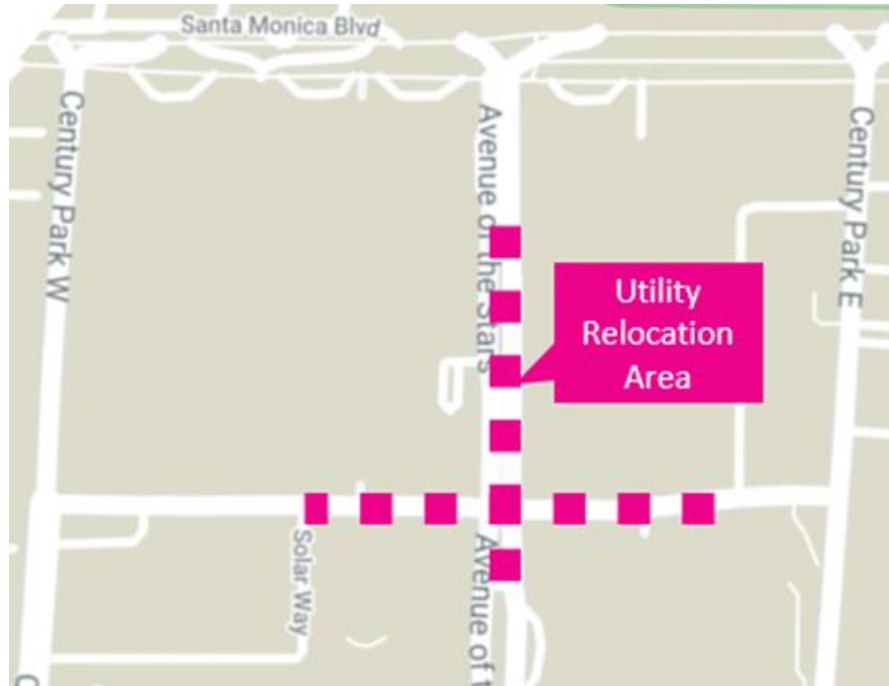 Santa Monica Blvd
Century Park W
Avenue of the Stars
Century Park E
Utility
Relocation
Area
Solar Way
Avenue of t
C